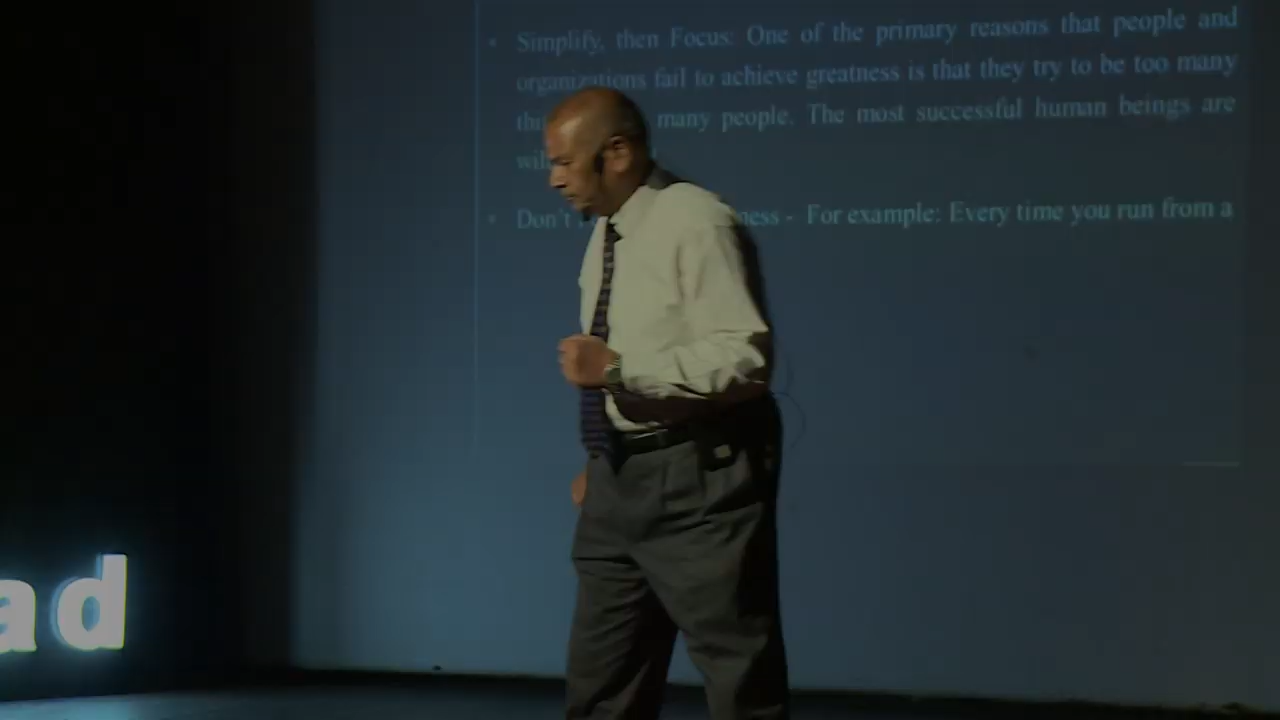 • Simplify, then Focus: One of the primary reasons that people and
organizations fail to achieve greatness is that they try to be too many
many people. The most successful human beings are
• Don't ness - For example: Every time you run from a
ad